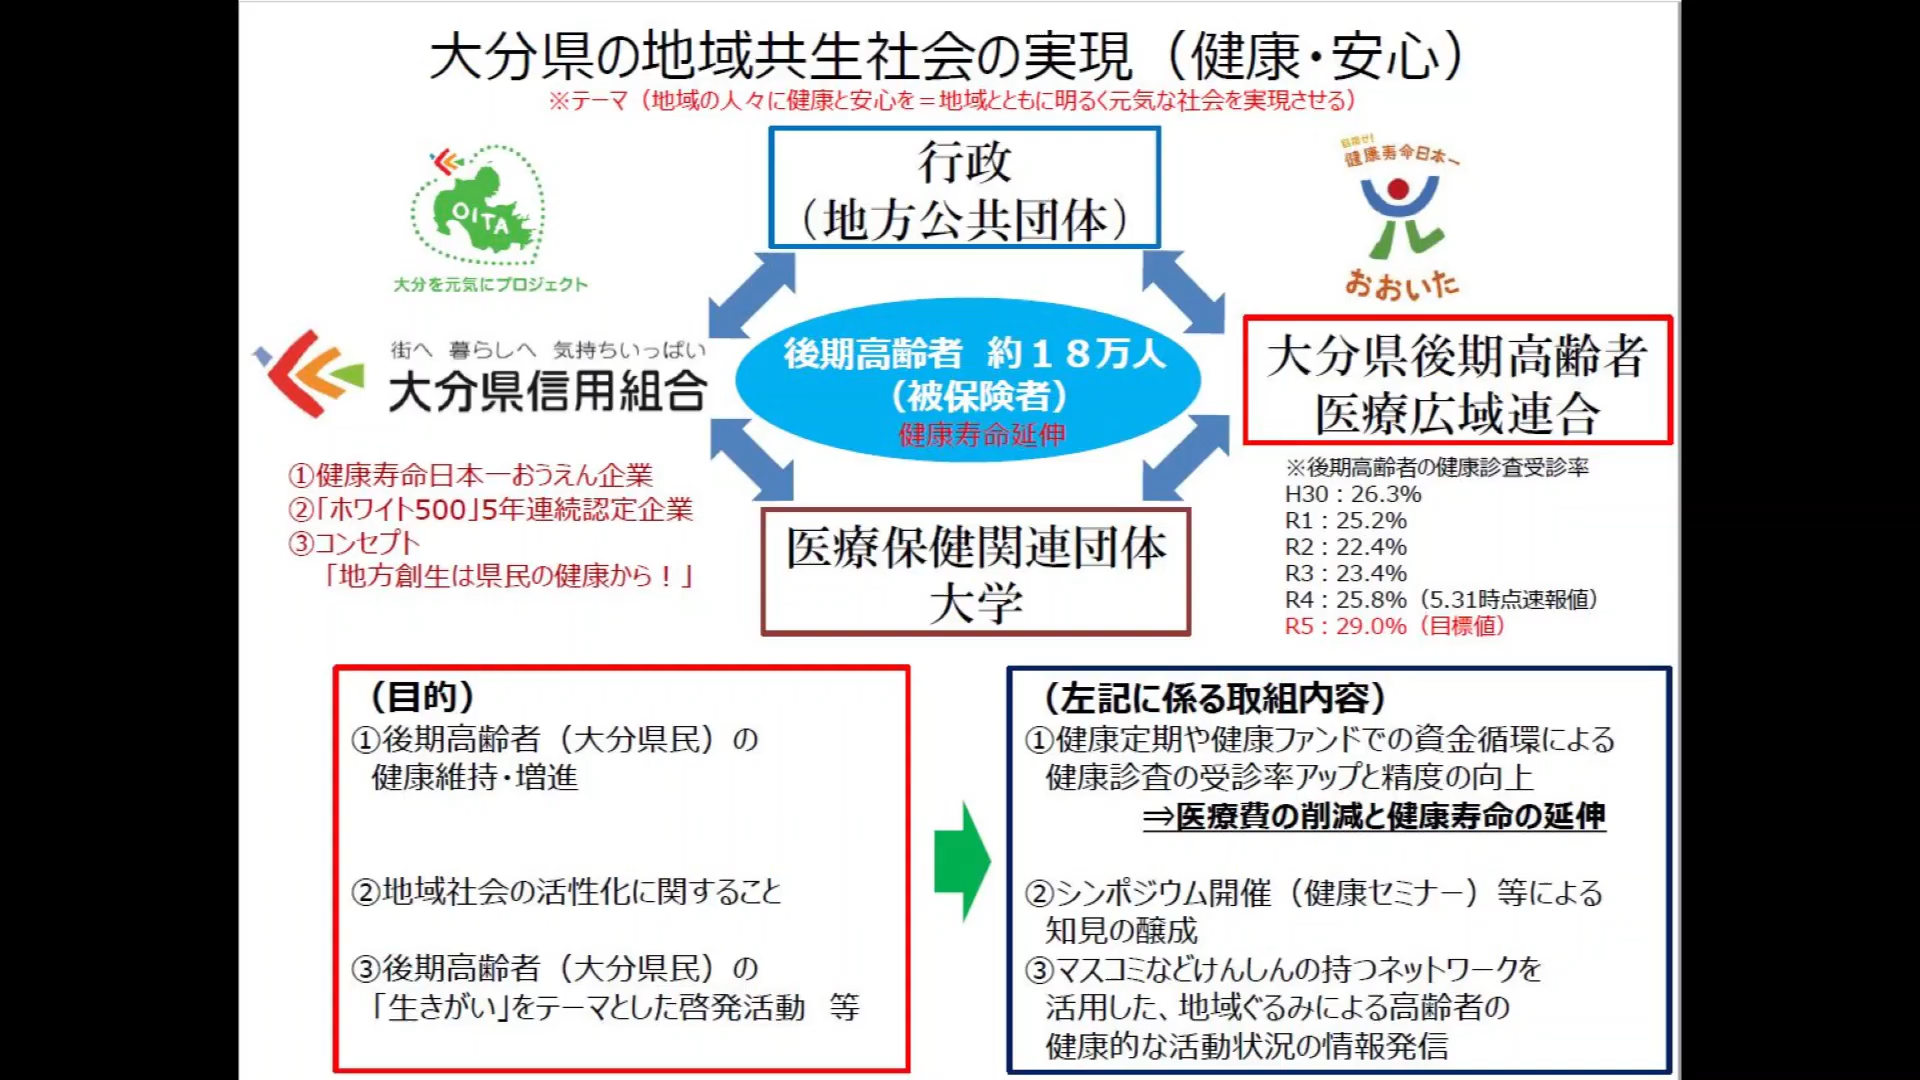 大分県の地域共生社会の実現（健康・安心）
※テーマ（地域の人々に健康と安心を＝地域とともに明るく元気な社会を実現させる）
OITA
大分を元気にプロジェクト
行政
（地方公共団体）
目指せ!
健康寿命日本一
おおいた
街へ 暮らしへ 気持ちいっぱい
大分県信用組合
後期高齢者 約１８万人
（被保険者）
健康寿命延伸
大分県後期高齢者
医療広域連合
①健康寿命日本一おうえん企業
②「ホワイト500」5年連続認定企業
③コンセプト
「地方創生は県民の健康から！」
医療保健関連団体
大学
※後期高齢者の健康診査受診率
H30：26.3%
R1：25.2%
R2：22.4%
R3：23.4%
R4：25.8%（5.31時点速報値）
R5：29.0%（目標値）
（目的）
①後期高齢者（大分県民）の
健康維持・増進
②地域社会の活性化に関すること
③後期高齢者（大分県民）の
「生きがい」をテーマとした啓発活動 等
（左記に係る取組内容）
①健康定期や健康ファンドでの資金循環による
健康診査の受診率アップと精度の向上
⇒医療費の削減と健康寿命の延伸
②シンポジウム開催（健康セミナー）等による
知見の醸成
③マスコミなどけんしんの持つネットワークを
活用した、地域ぐるみによる高齢者の
健康的な活動状況の情報発信